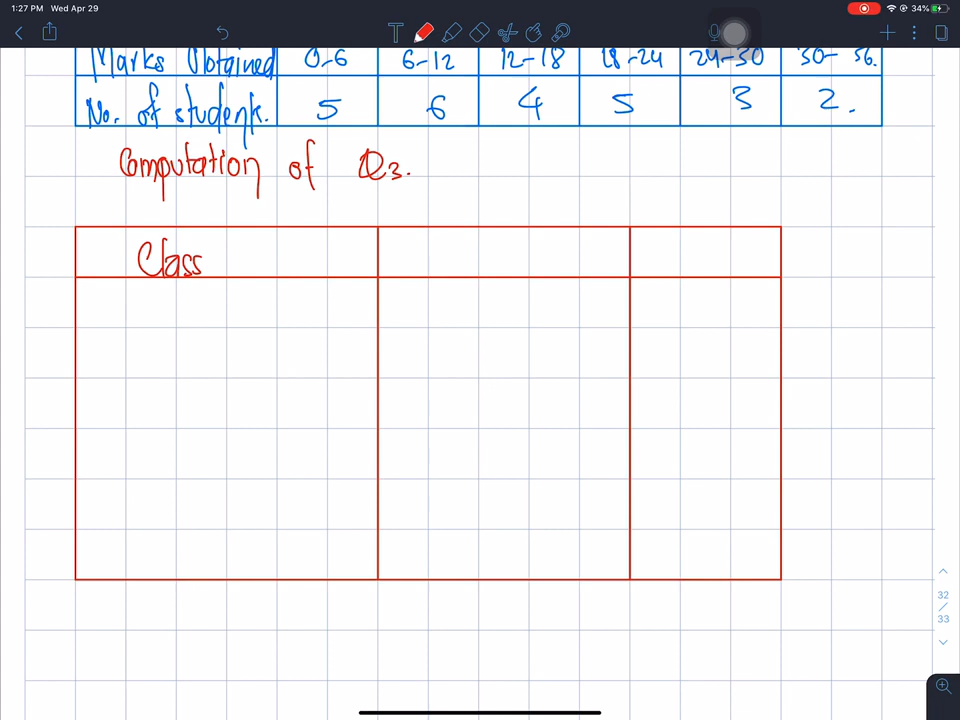 1:27 PM Wed Apr 29
34%
T
Marks Obtained 0-6 6-12 12-18 18-24 24-30 30-36.
No. of students. 5 6 4 5 3 2.
Computation of Q3.
Class
32
/
33